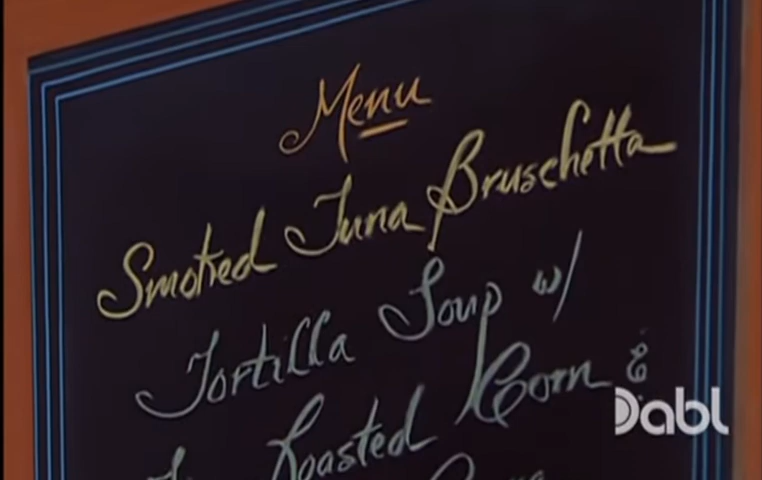 Menu
Smoked Tuna Bruschetta
Tortilla Soup w/
Roasted Corn &
Dabl